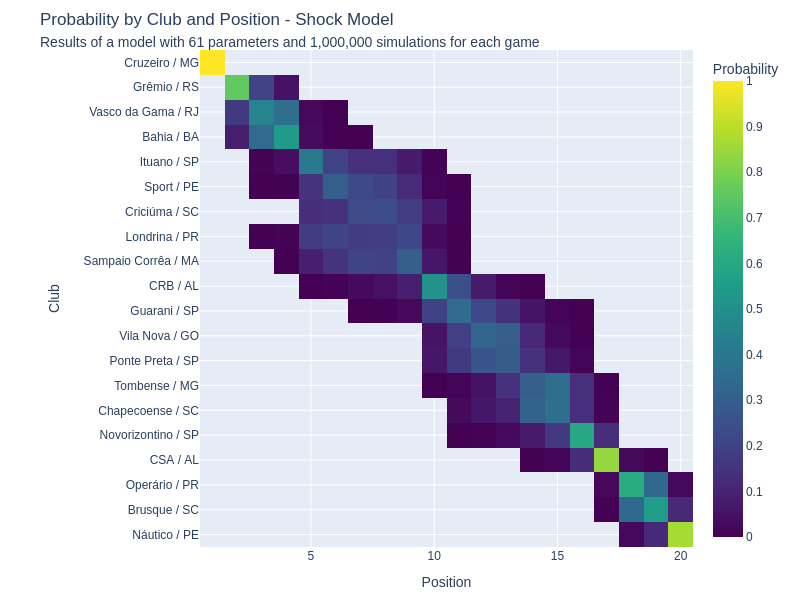 Probability by Club and Position - Shock Model
Results of a model with 61 parameters and 1,000,000 simulations for each game
Probability
Cruzeiro / MG
Grêmio / RS
Vasco da Gama / RJ
Bahia / BA
Ituano / SP
Sport / PE
Criciúma / SC
Londrina / PR
Sampaio Corrêa / MA
CRB / AL
Guarani / SP
Vila Nova / GO
Ponte Preta / SP
Tombense / MG
Chapecoense / SC
Novorizontino / SP
CSA / AL
Operário / PR
Brusque / SC
Náutico / PE
Club
5
10
15
20
Position
1
0.9
0.8
0.7
0.6
0.5
0.4
0.3
0.2
0.1
0